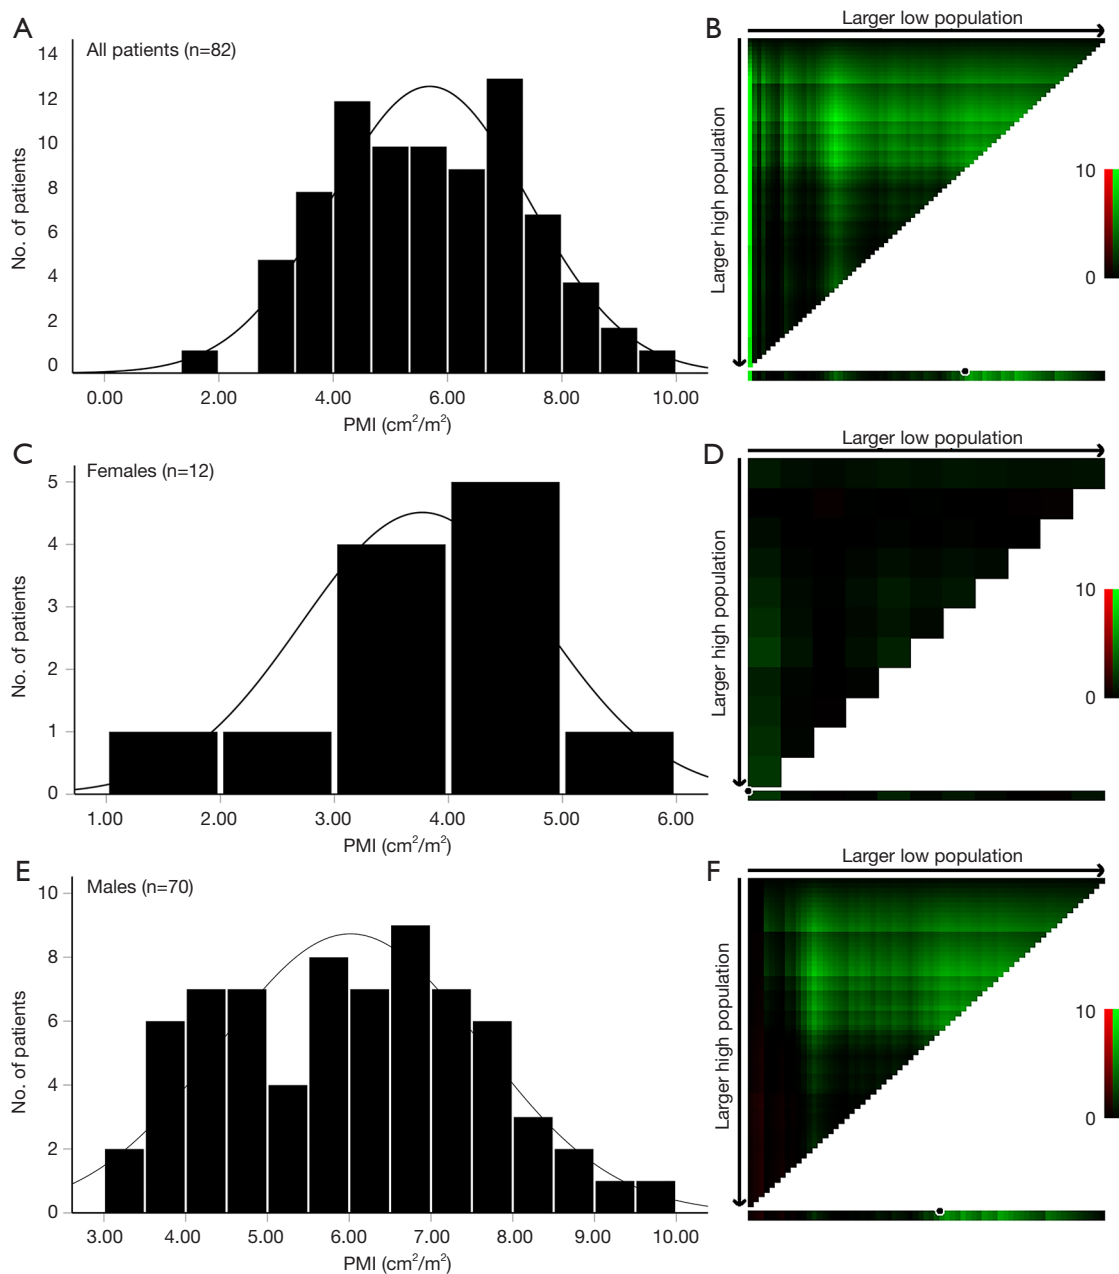 A
All patients (n=82)
14
12
10
8
6
4
2
0
No. of patients
0.00 2.00 4.00 6.00 8.00 10.00
PMI (cm²/m²)
B
Larger low population
Larger high population
10
0
C
Females (n=12)
5
4
3
2
1
0
No. of patients
1.00 2.00 3.00 4.00 5.00 6.00
PMI (cm²/m²)
D
Larger low population
Larger high population
10
0
E
Males (n=70)
10
8
6
4
2
0
No. of patients
3.00 4.00 5.00 6.00 7.00 8.00 9.00 10.00
PMI (cm²/m²)
F
Larger low population
Larger high population
10
0